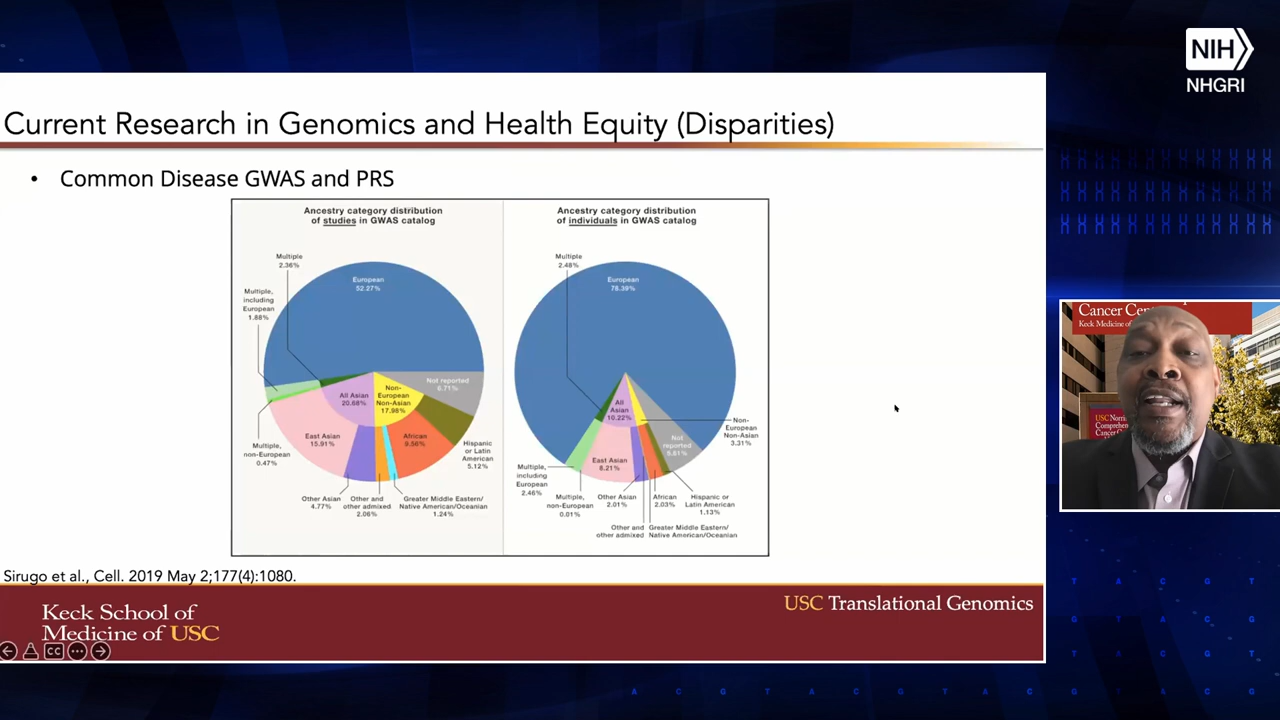 NIH
NHGRI
Current Research in Genomics and Health Equity (Disparities)
• Common Disease GWAS and PRS
Ancestry category distribution
of studies in GWAS catalog
Multiple
2.36%
European
52.27%
Multiple,
including
European
1.88%
Not reported
6.71%
All Asian
20.68%
Non-
European
Non-Asian
17.98%
East Asian
15.91%
African
9.56%
Multiple,
non-European
0.47%
Hispanic
or Latin
American
5.12%
Other Asian
4.77%
Other and
other admixed
2.06%
Greater Middle Eastern/
Native American/Oceanian
1.24%
Ancestry category distribution
of individuals in GWAS catalog
Multiple
2.48%
European
78.39%
All
Asian
10.22%
Non-
European
Non-Asian
3.31%
Not
reported
East Asian
8.21%
Multiple,
including
European
2.46%
Multiple,
non-European
0.01%
Other Asian
2.01%
African
2.03%
Hispanic or
Latin American
1.13%
Other and
other admixed
Greater Middle Eastern/
Native American/Oceanian
Sirugo et al., Cell. 2019 May 2;177(4):1080.
Keck School of
Medicine of USC
USC Translational Genomics
CC
Cancer
Keck Medicine of
T A C G T
T A C G T
T A C G T
A C G T A C G T A C G T A C G T